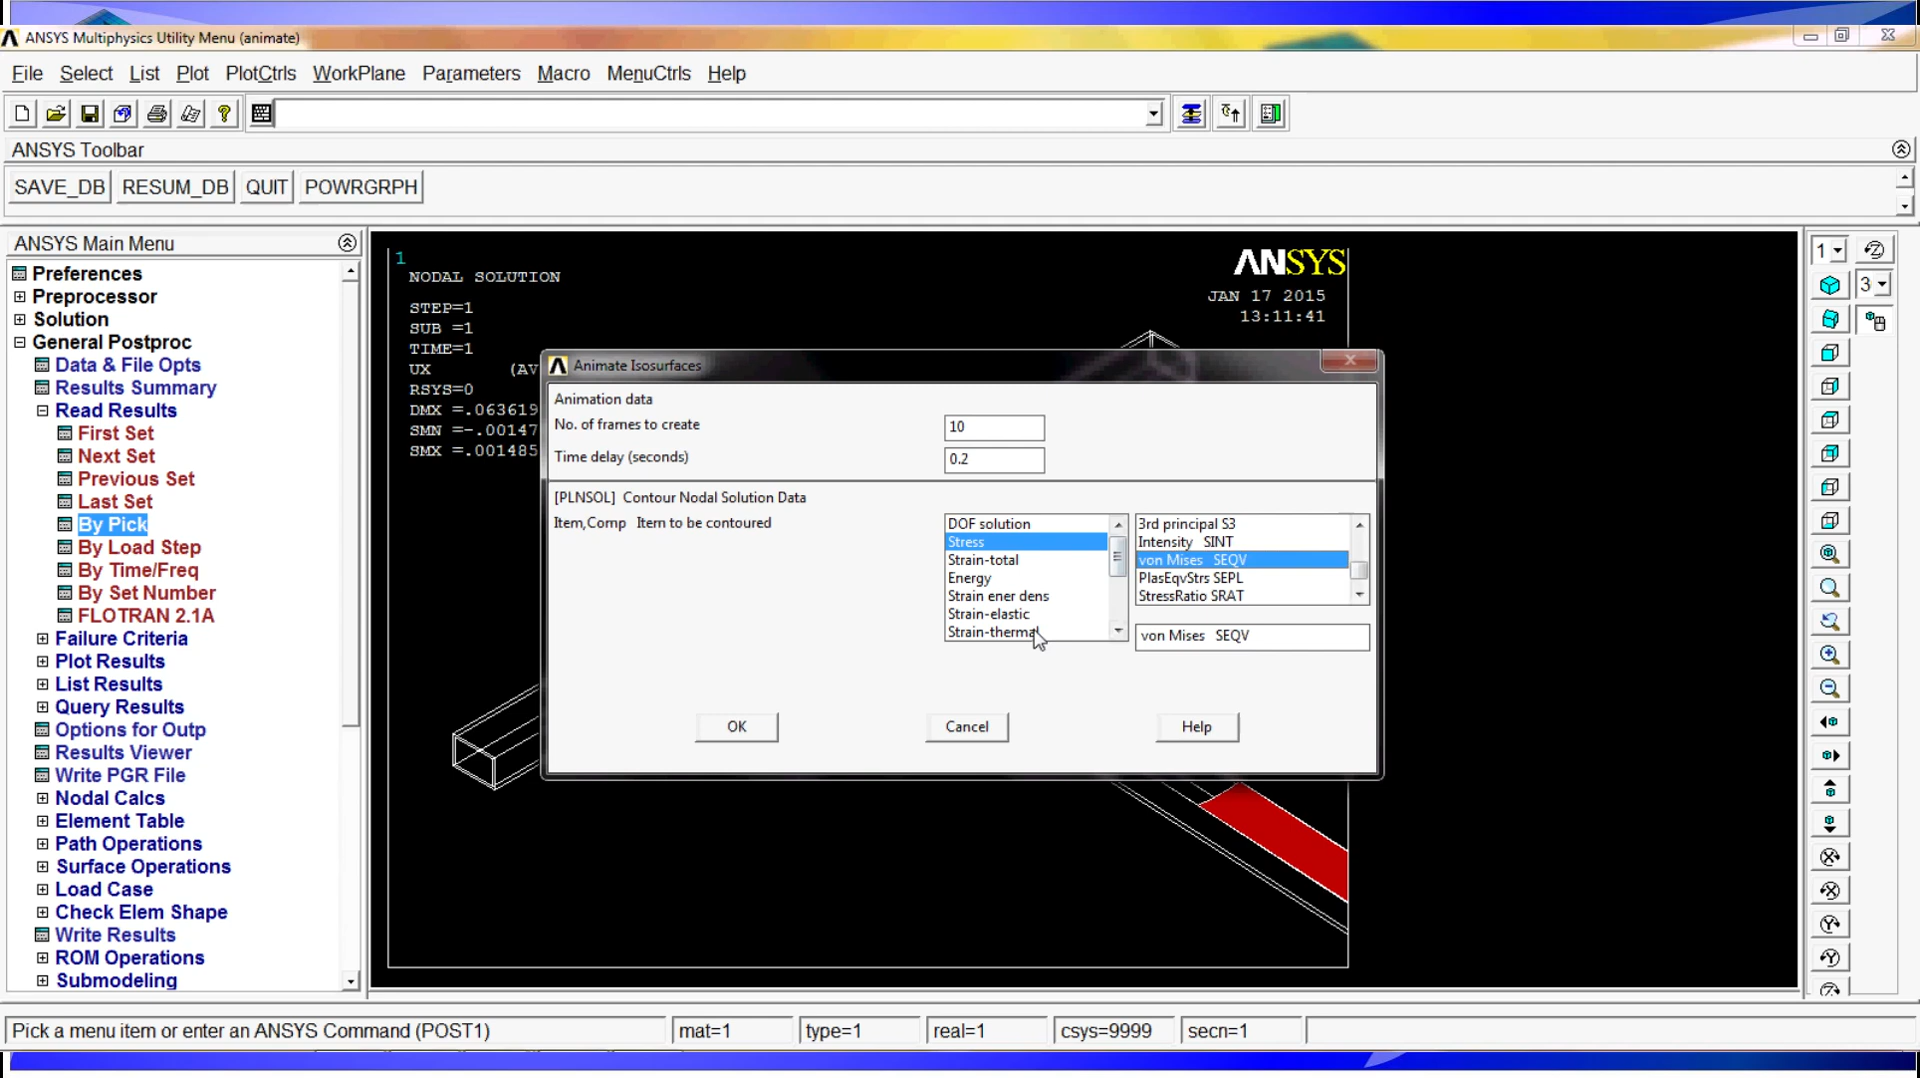 ANSYS Multiphysics Utility Menu (animate)
File Select List Plot PlotCtrls WorkPlane Parameters Macro MenuCtrls Help
ANSYS Toolbar
SAVE_DB RESUM_DB QUIT POWRGRPH
ANSYS Main Menu
Preferences
Preprocessor
Solution
General Postproc
Data & File Opts
Results Summary
Read Results
First Set
Next Set
Previous Set
Last Set
By Pick
By Load Step
By Time/Freq
By Set Number
FLOTRAN 2.1A
Failure Criteria
Plot Results
List Results
Query Results
Options for Outp
Results Viewer
Write PGR File
Nodal Calcs
Element Table
Path Operations
Surface Operations
Load Case
Check Elem Shape
Write Results
ROM Operations
Submodeling
1
NODAL SOLUTION
STEP=1
SUB =1
TIME=1
UX (AV
RSYS=0
DMX =.063619
SMN =-.00147
SMX =.001485
ANSYS
JAN 17 2015
13:11:41
Animate Isosurfaces
Animation data
No. of frames to create 10
Time delay (seconds) 0.2
[PLNSOL] Contour Nodal Solution Data
Item,Comp Item to be contoured
DOF solution
Stress
Strain-total
Energy
Strain ener dens
Strain-elastic
Strain-thermal
3rd principal S3
Intensity SINT
von Mises SEQV
PlasEqvStrs SEPL
StressRatio SRAT
von Mises SEQV
OK Cancel Help
1
3
Pick a menu item or enter an ANSYS Command (POST1) mat=1 type=1 real=1 csys=9999 secn=1